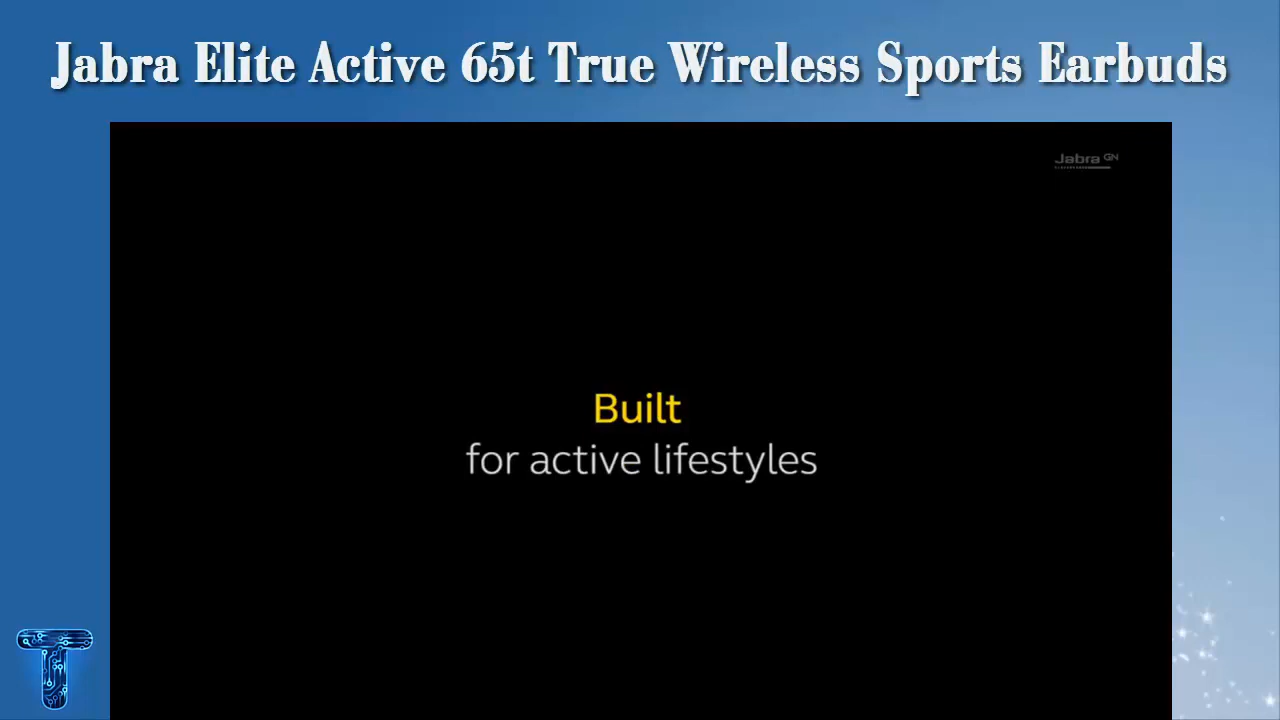 Jabra Elite Active 65t True Wireless Sports Earbuds
Jabra GN
Built
for active lifestyles
T